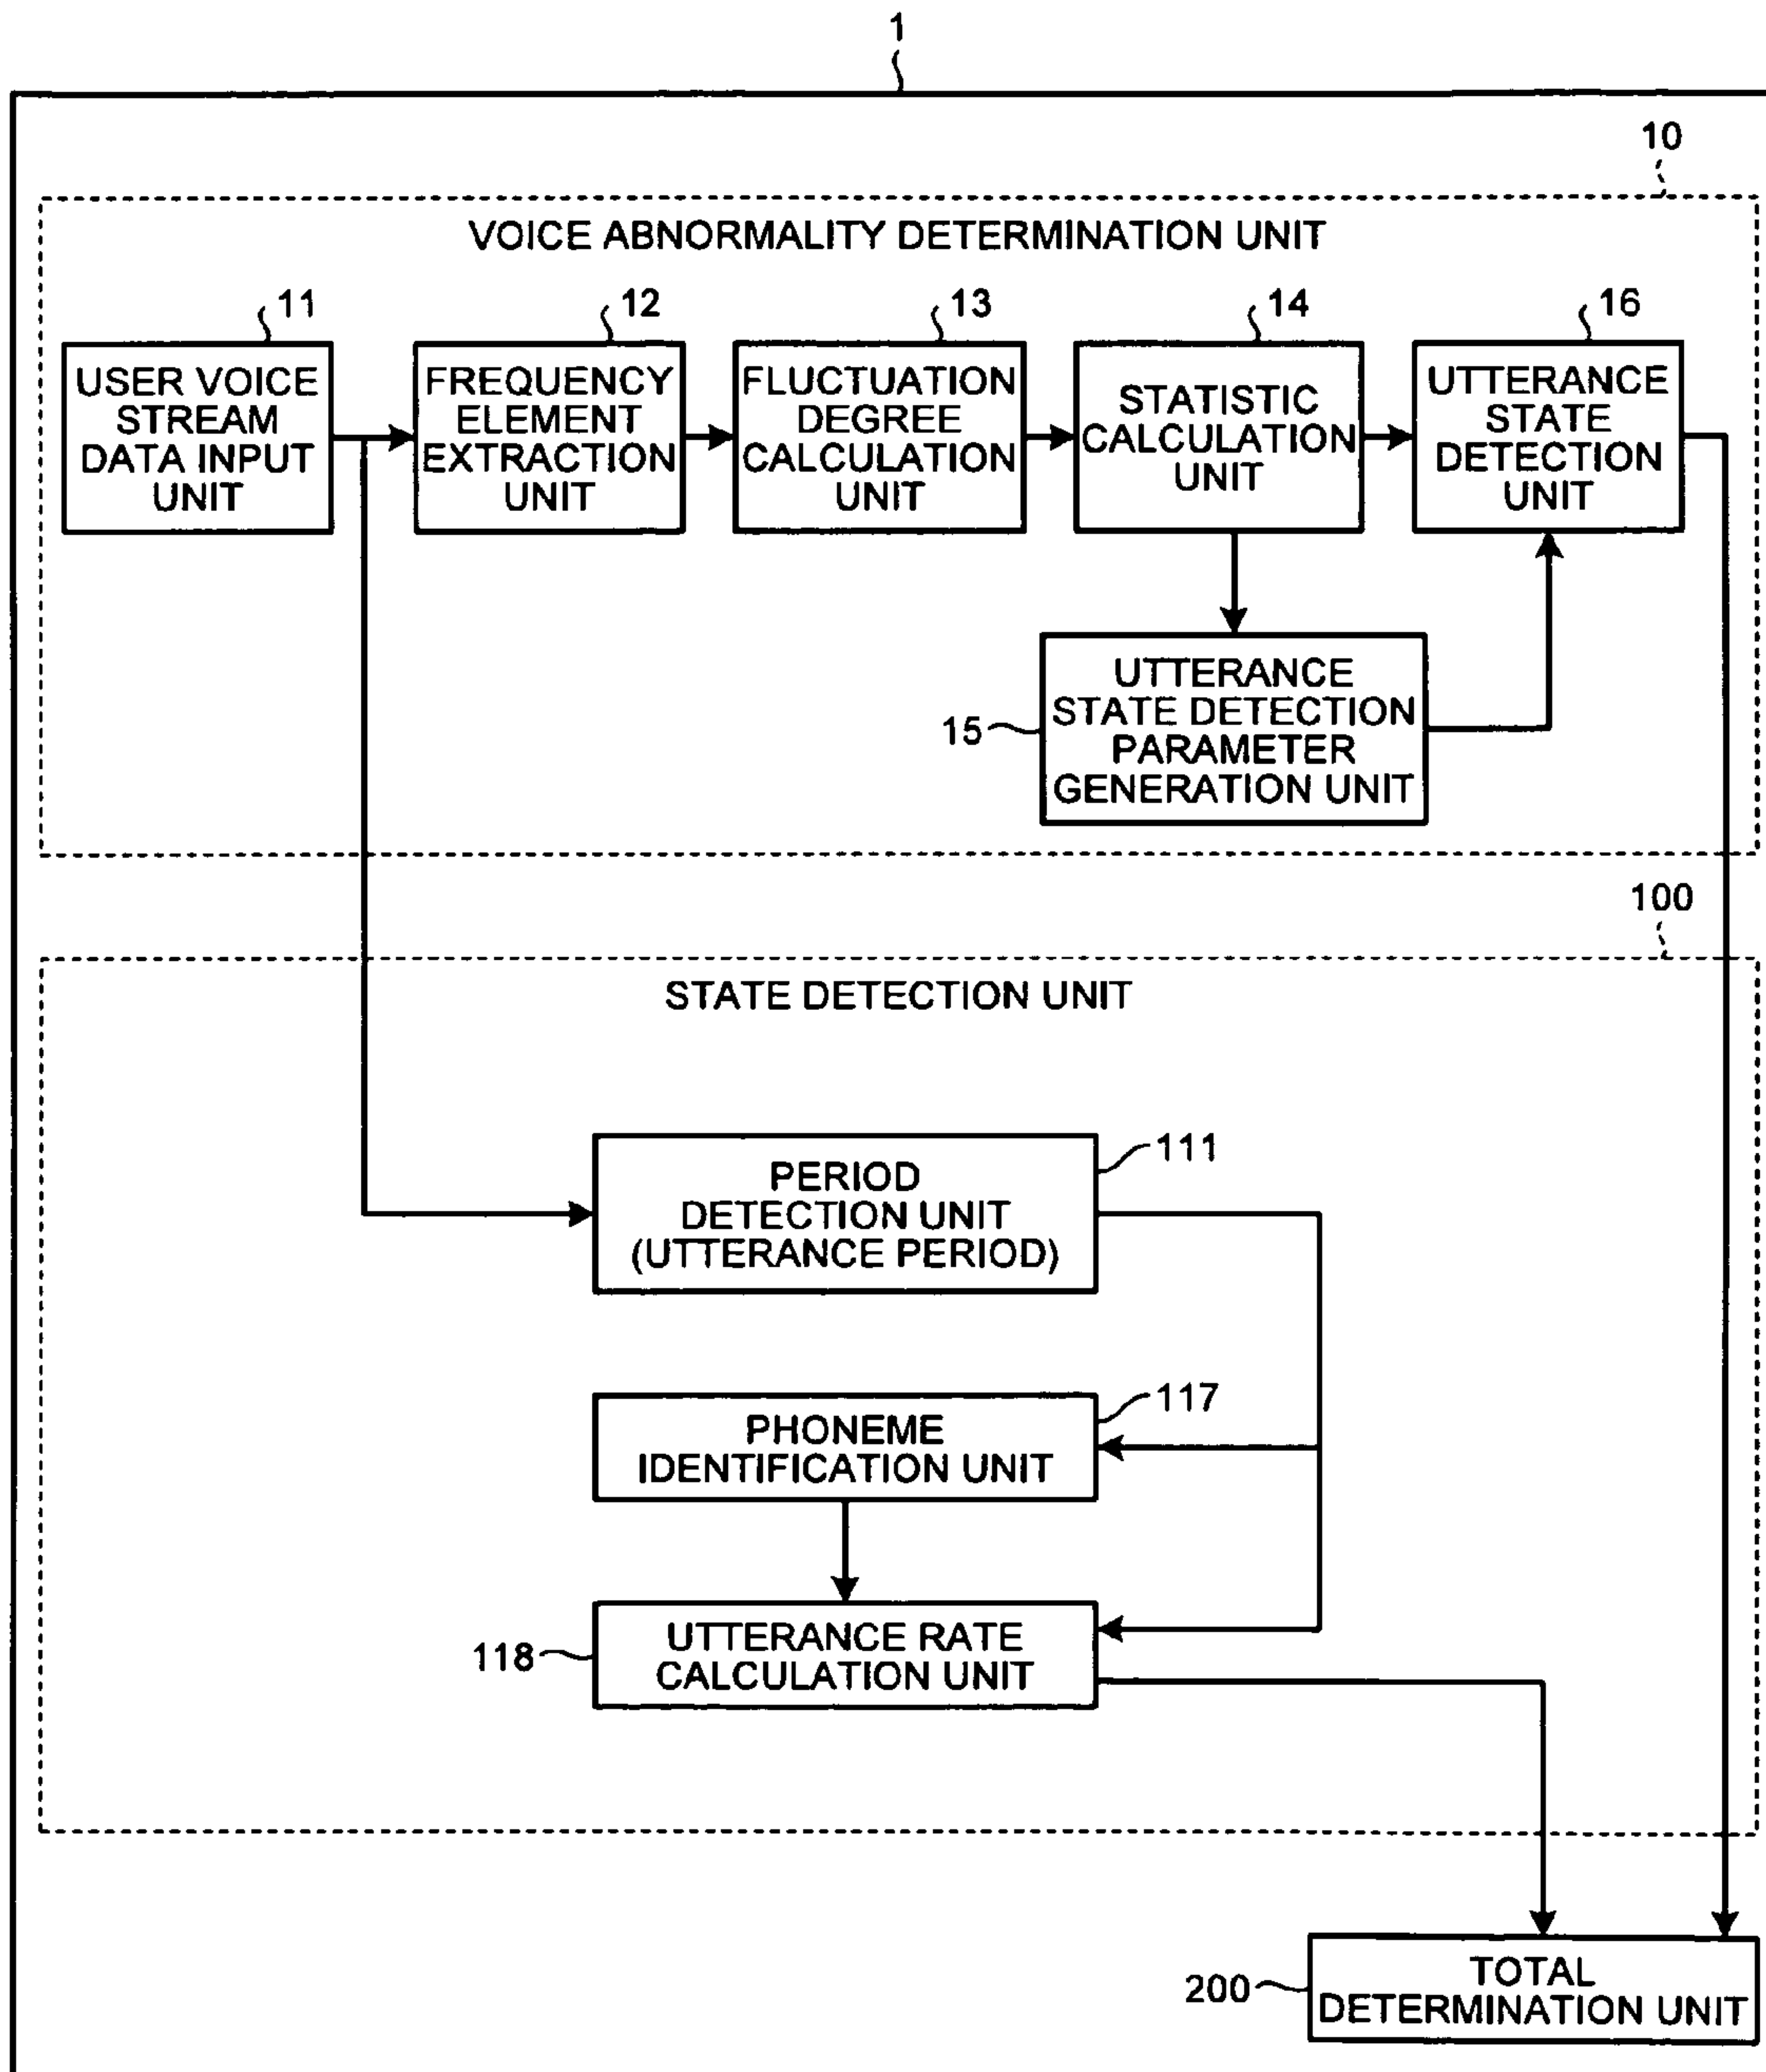 1
10
VOICE ABNORMALITY DETERMINATION UNIT
11
USER VOICE
STREAM
DATA INPUT
UNIT
12
FREQUENCY
ELEMENT
EXTRACTION
UNIT
13
FLUCTUATION
DEGREE
CALCULATION
UNIT
14
STATISTIC
CALCULATION
UNIT
16
UTTERANCE
STATE
DETECTION
UNIT
15
UTTERANCE
STATE DETECTION
PARAMETER
GENERATION UNIT
100
STATE DETECTION UNIT
111
PERIOD
DETECTION UNIT
(UTTERANCE PERIOD)
117
PHONEME
IDENTIFICATION UNIT
118
UTTERANCE RATE
CALCULATION UNIT
200
TOTAL
DETERMINATION UNIT